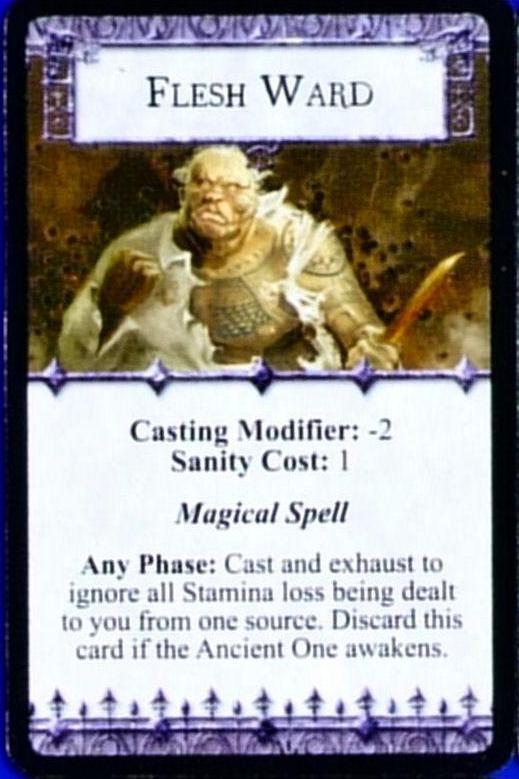 Flesh Ward
Casting Modifier: -2
Sanity Cost: 1
Magical Spell
Any Phase: Cast and exhaust to
ignore all Stamina loss being dealt
to you from one source. Discard this
card if the Ancient One awakens.